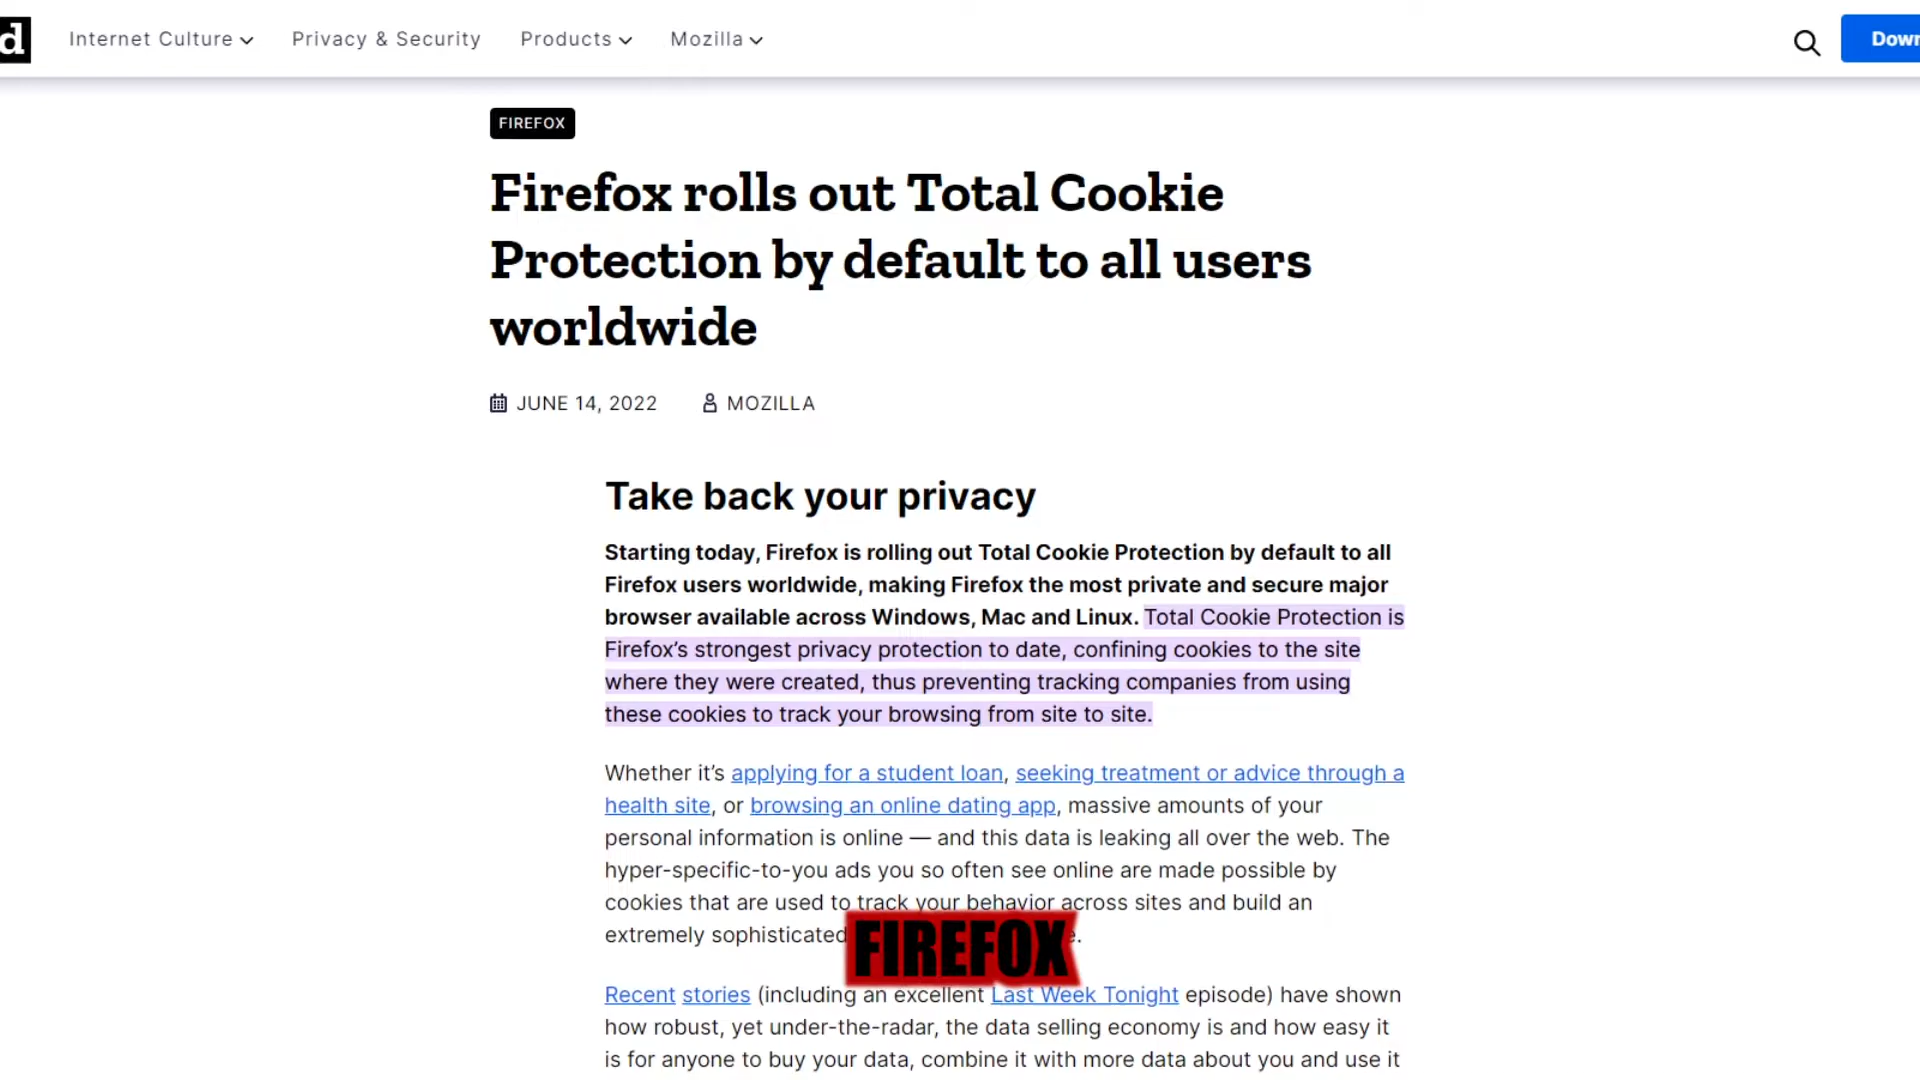 d Internet Culture Privacy & Security Products Mozilla Down
FIREFOX
Firefox rolls out Total Cookie
Protection by default to all users
worldwide
JUNE 14, 2022 MOZILLA
Take back your privacy
Starting today, Firefox is rolling out Total Cookie Protection by default to all
Firefox users worldwide, making Firefox the most private and secure major
browser available across Windows, Mac and Linux. Total Cookie Protection is
Firefox’s strongest privacy protection to date, confining cookies to the site
where they were created, thus preventing tracking companies from using
these cookies to track your browsing from site to site.
Whether it’s applying for a student loan, seeking treatment or advice through a
health site, or browsing an online dating app, massive amounts of your
personal information is online — and this data is leaking all over the web. The
hyper-specific-to-you ads you so often see online are made possible by
cookies that are used to track your behavior across sites and build an
extremely sophisticated
FIREFOX
Recent stories (including an excellent Last Week Tonight episode) have shown
how robust, yet under-the-radar, the data selling economy is and how easy it
is for anyone to buy your data, combine it with more data about you and use it